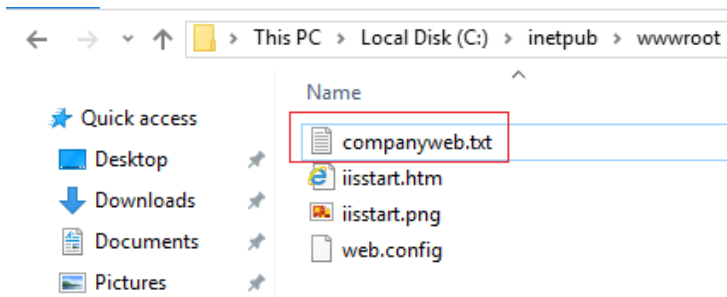 This PC > Local Disk (C:) > inetpub > wwwroot
Name
Quick access
companyweb.txt
Desktop
iisstart.htm
Downloads
iisstart.png
Documents
web.config
Pictures